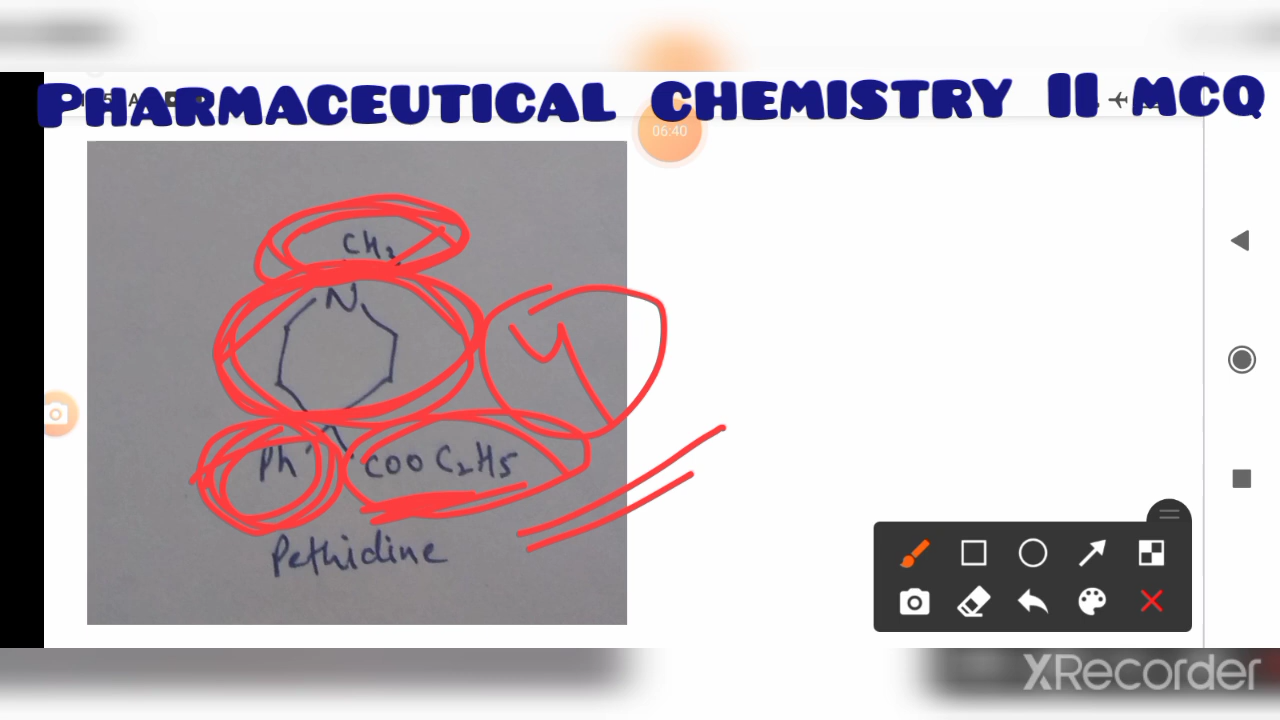 PHARMACEUTICAL CHEMISTRY II MCQ
06:40
CH3
N
Ph COOC2H5
Pethidine
XRecorder